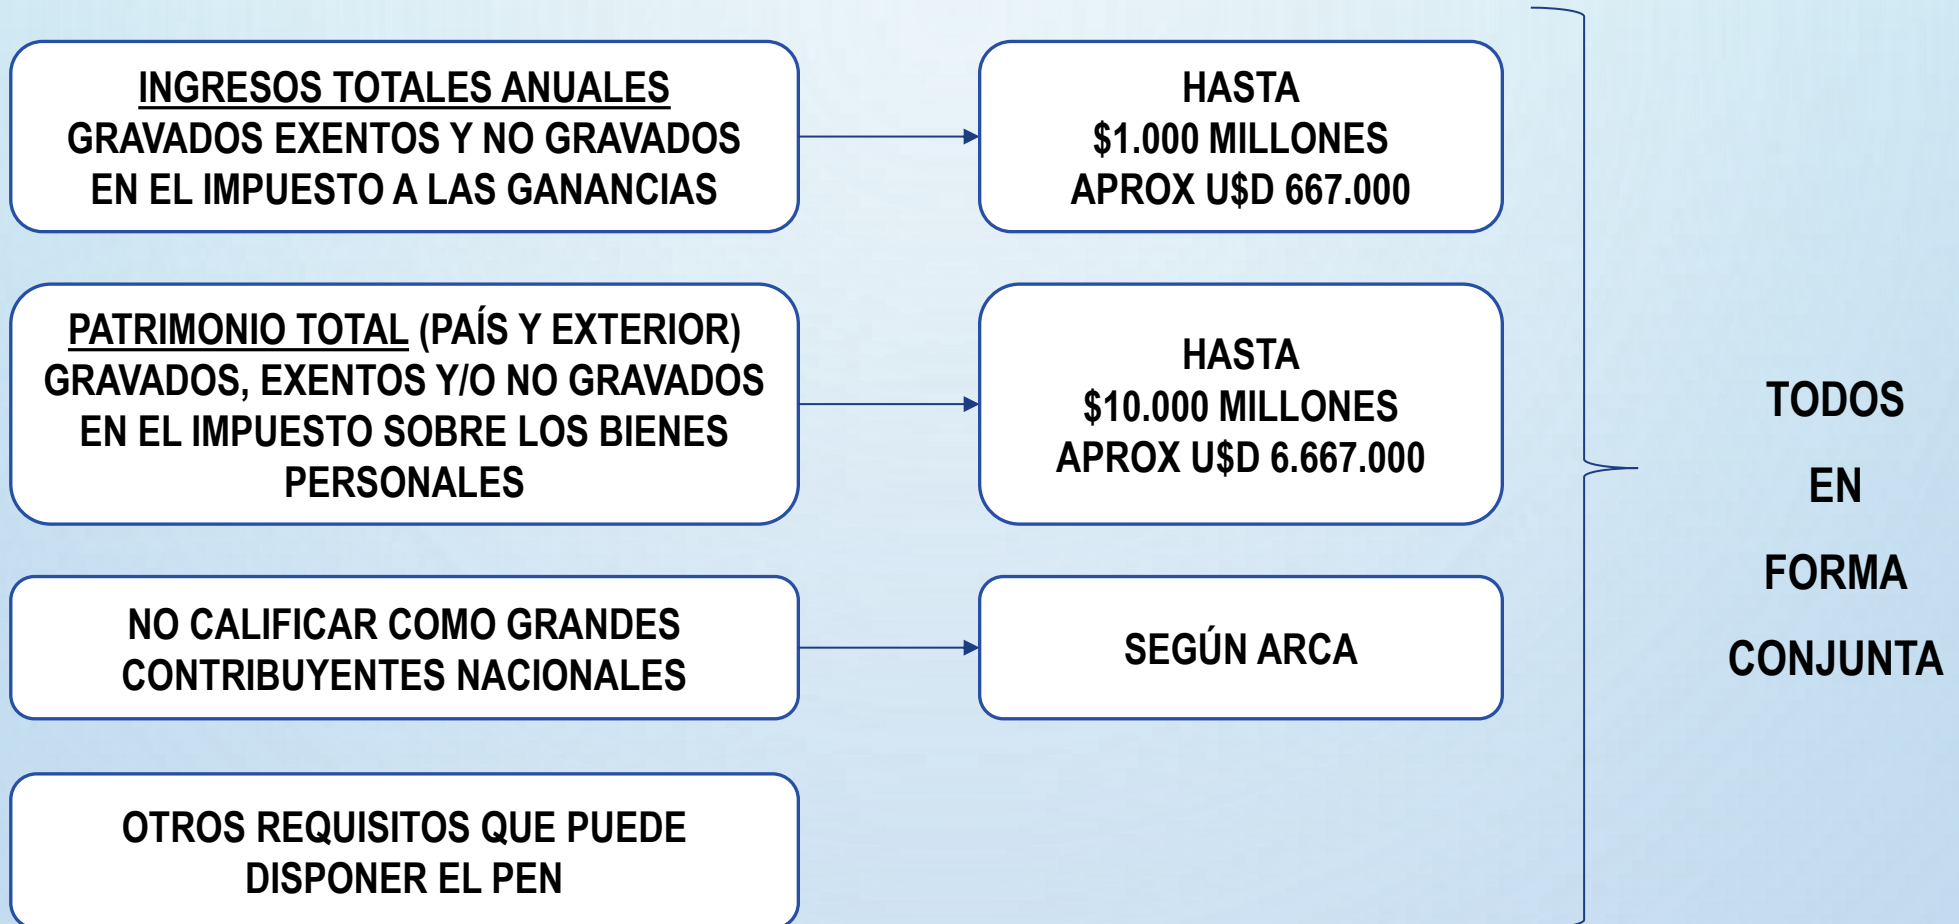 INGRESOS TOTALES ANUALES
GRAVADOS EXENTOS Y NO GRAVADOS
EN EL IMPUESTO A LAS GANANCIAS
HASTA
$1.000 MILLONES
APROX U$D 667.000
PATRIMONIO TOTAL (PAÍS Y EXTERIOR)
GRAVADOS, EXENTOS Y/O NO GRAVADOS
EN EL IMPUESTO SOBRE LOS BIENES
PERSONALES
HASTA
$10.000 MILLONES
APROX U$D 6.667.000
NO CALIFICAR COMO GRANDES
CONTRIBUYENTES NACIONALES
SEGÚN ARCA
OTROS REQUISITOS QUE PUEDE
DISPONER EL PEN
TODOS
EN
FORMA
CONJUNTA